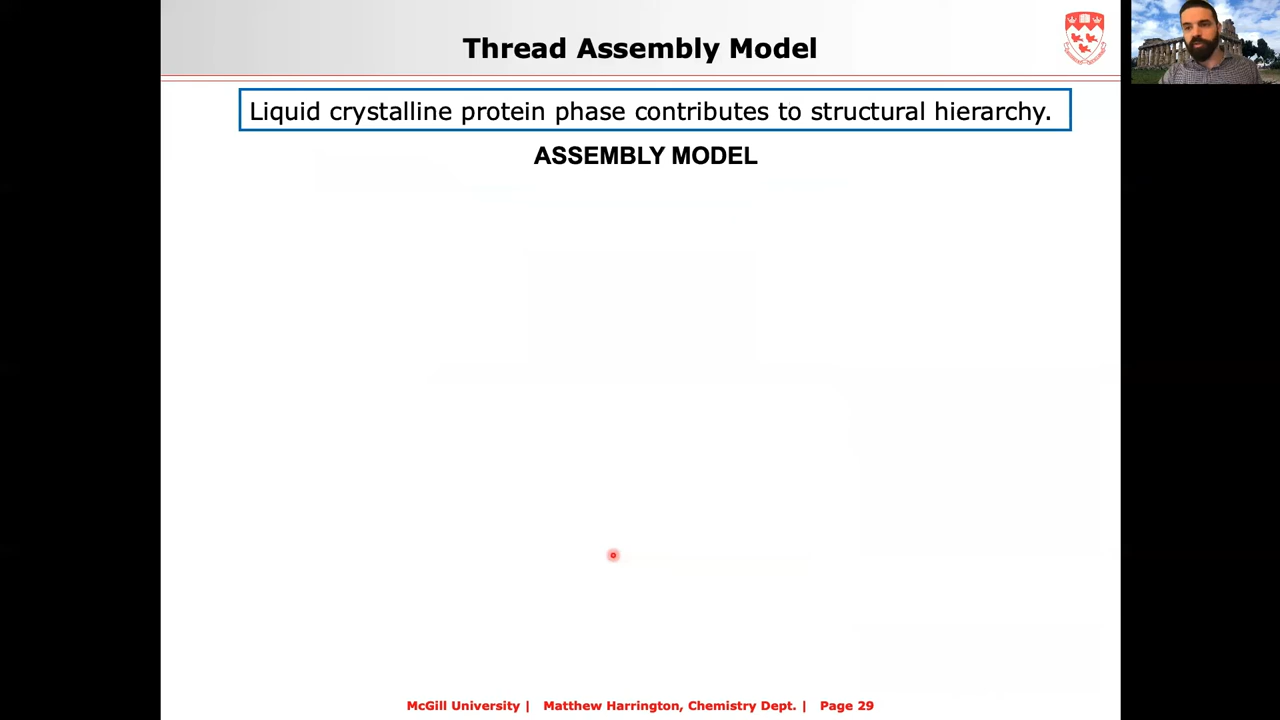 Thread Assembly Model
Liquid crystalline protein phase contributes to structural hierarchy.
ASSEMBLY MODEL
McGill University | Matthew Harrington, Chemistry Dept. | Page 29